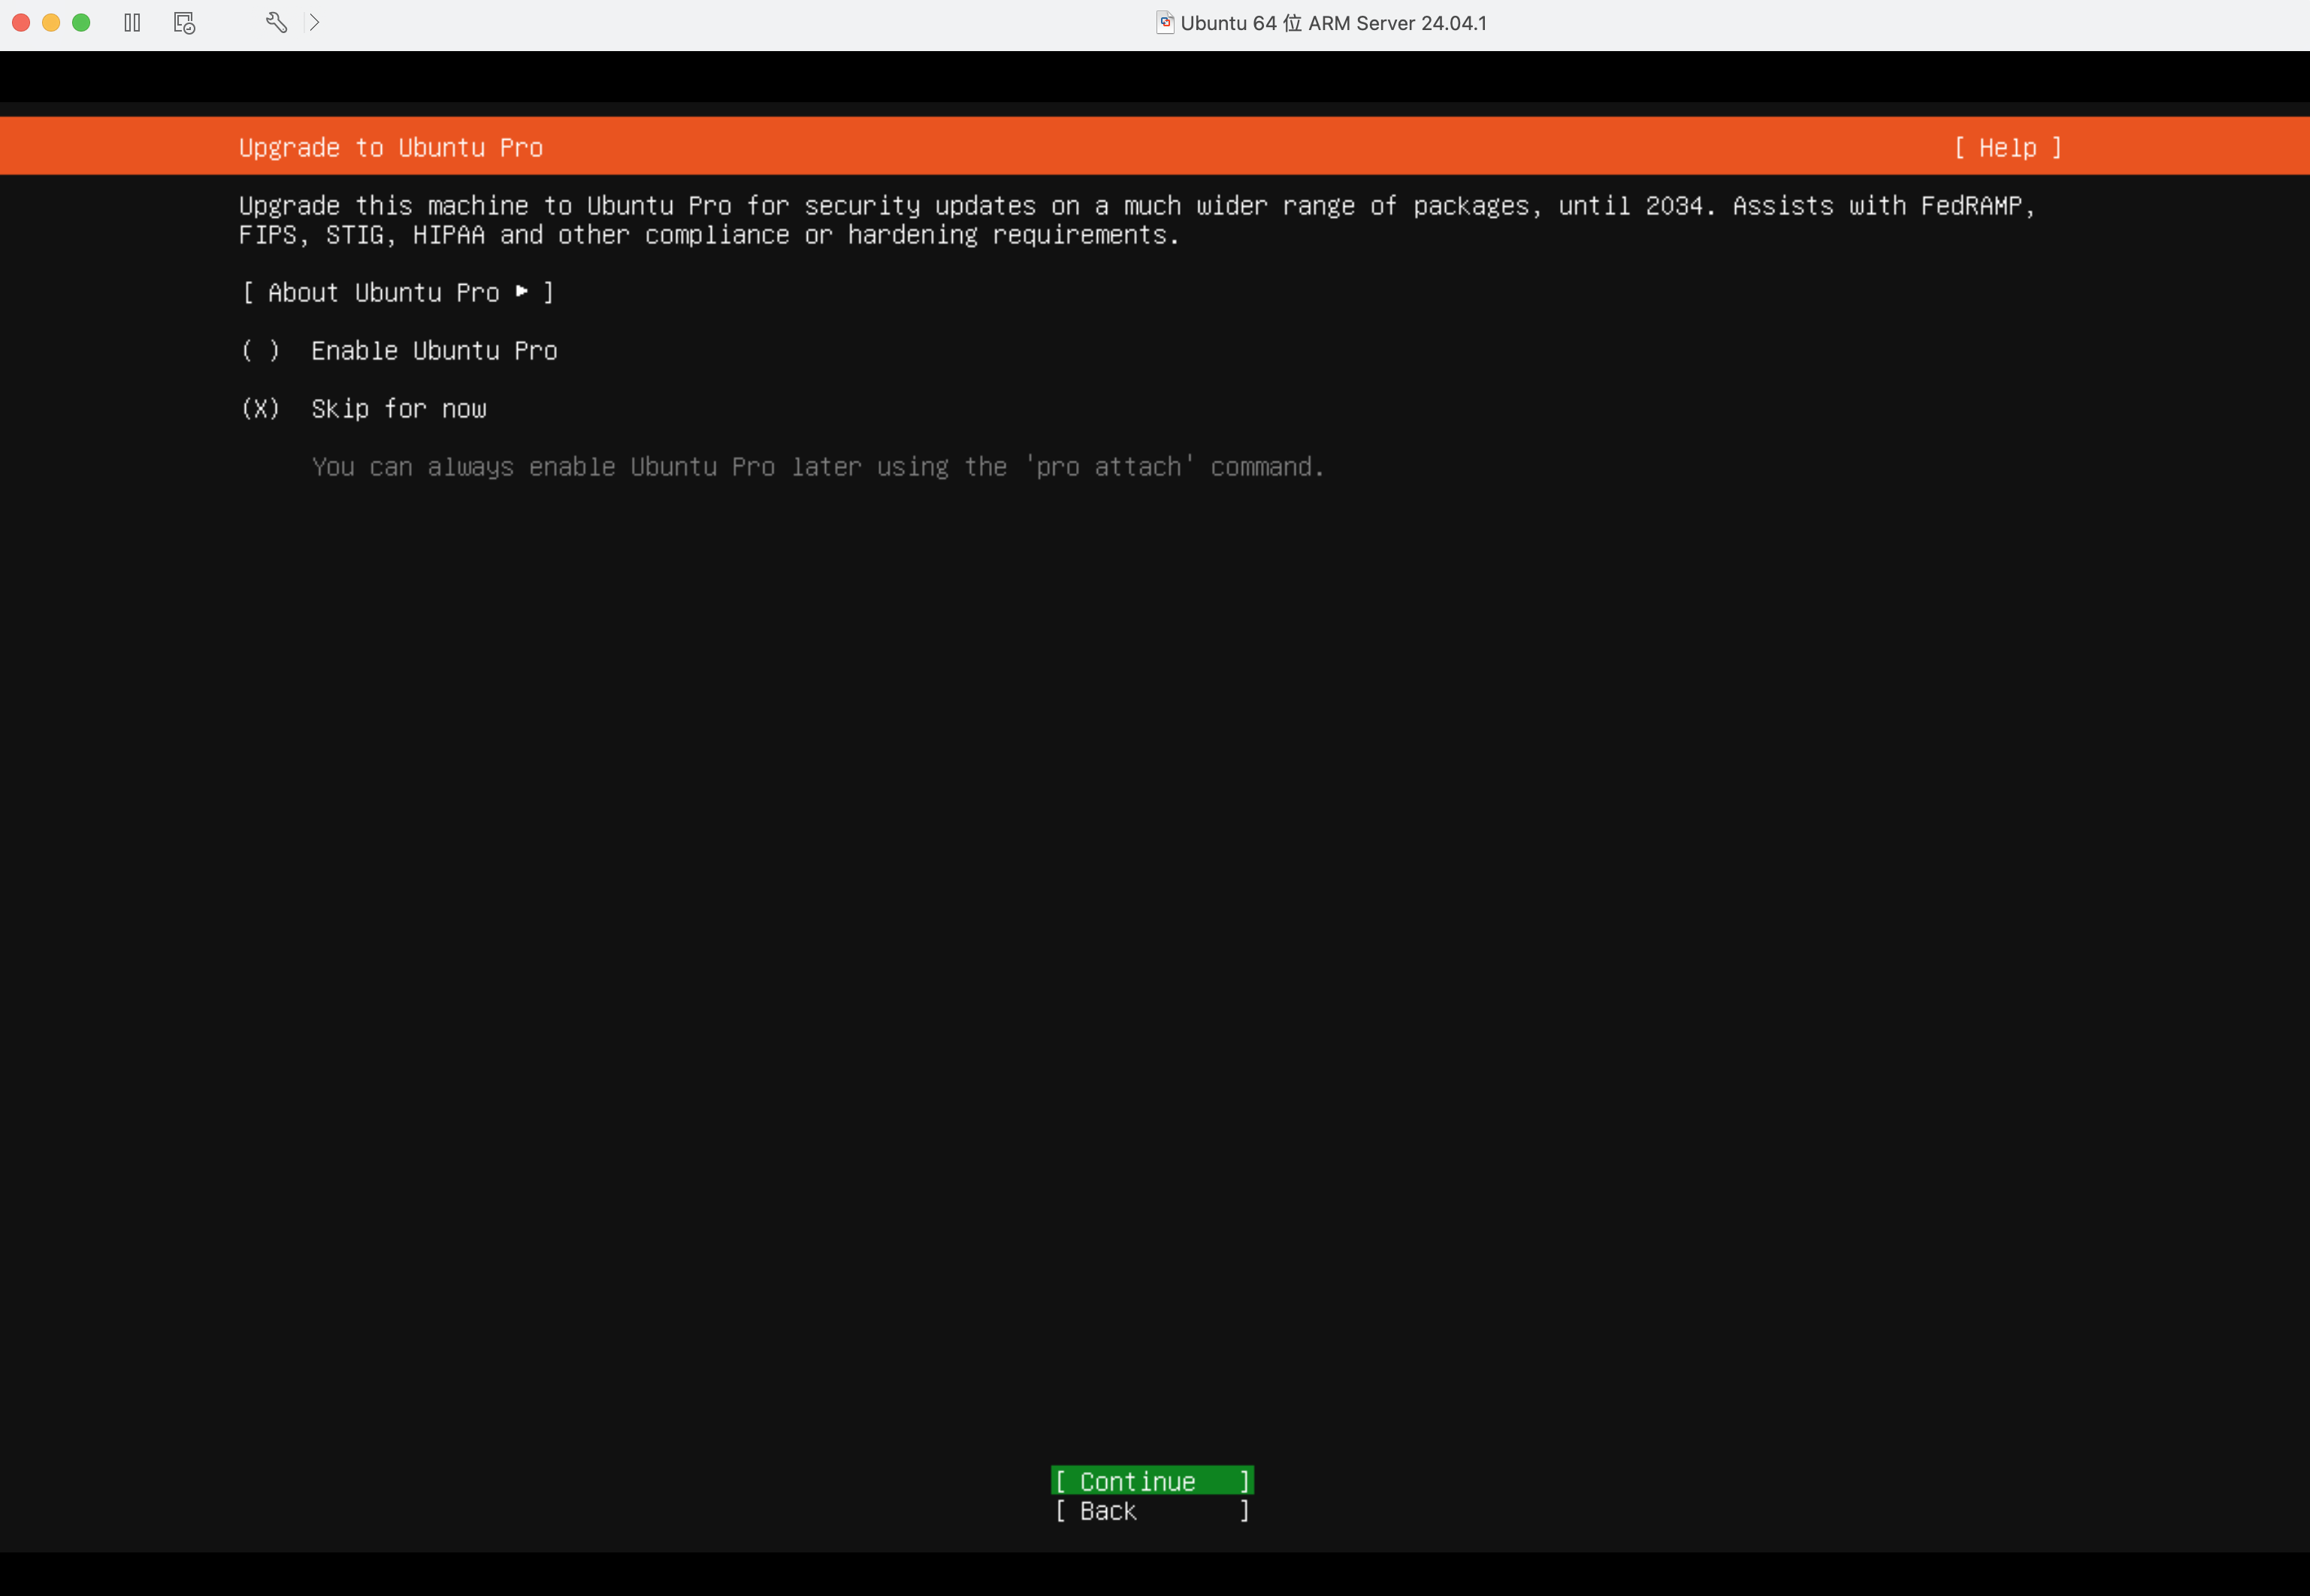 Ubuntu 64 位 ARM Server 24.04.1
Upgrade to Ubuntu Pro [ Help ]
Upgrade this machine to Ubuntu Pro for security updates on a much wider range of packages, until 2034. Assists with FedRAMP,
FIPS, STIG, HIPAA and other compliance or hardening requirements.
[ About Ubuntu Pro ▸ ]
( ) Enable Ubuntu Pro
(X) Skip for now
You can always enable Ubuntu Pro later using the 'pro attach' command.
[ Continue ]
[ Back ]